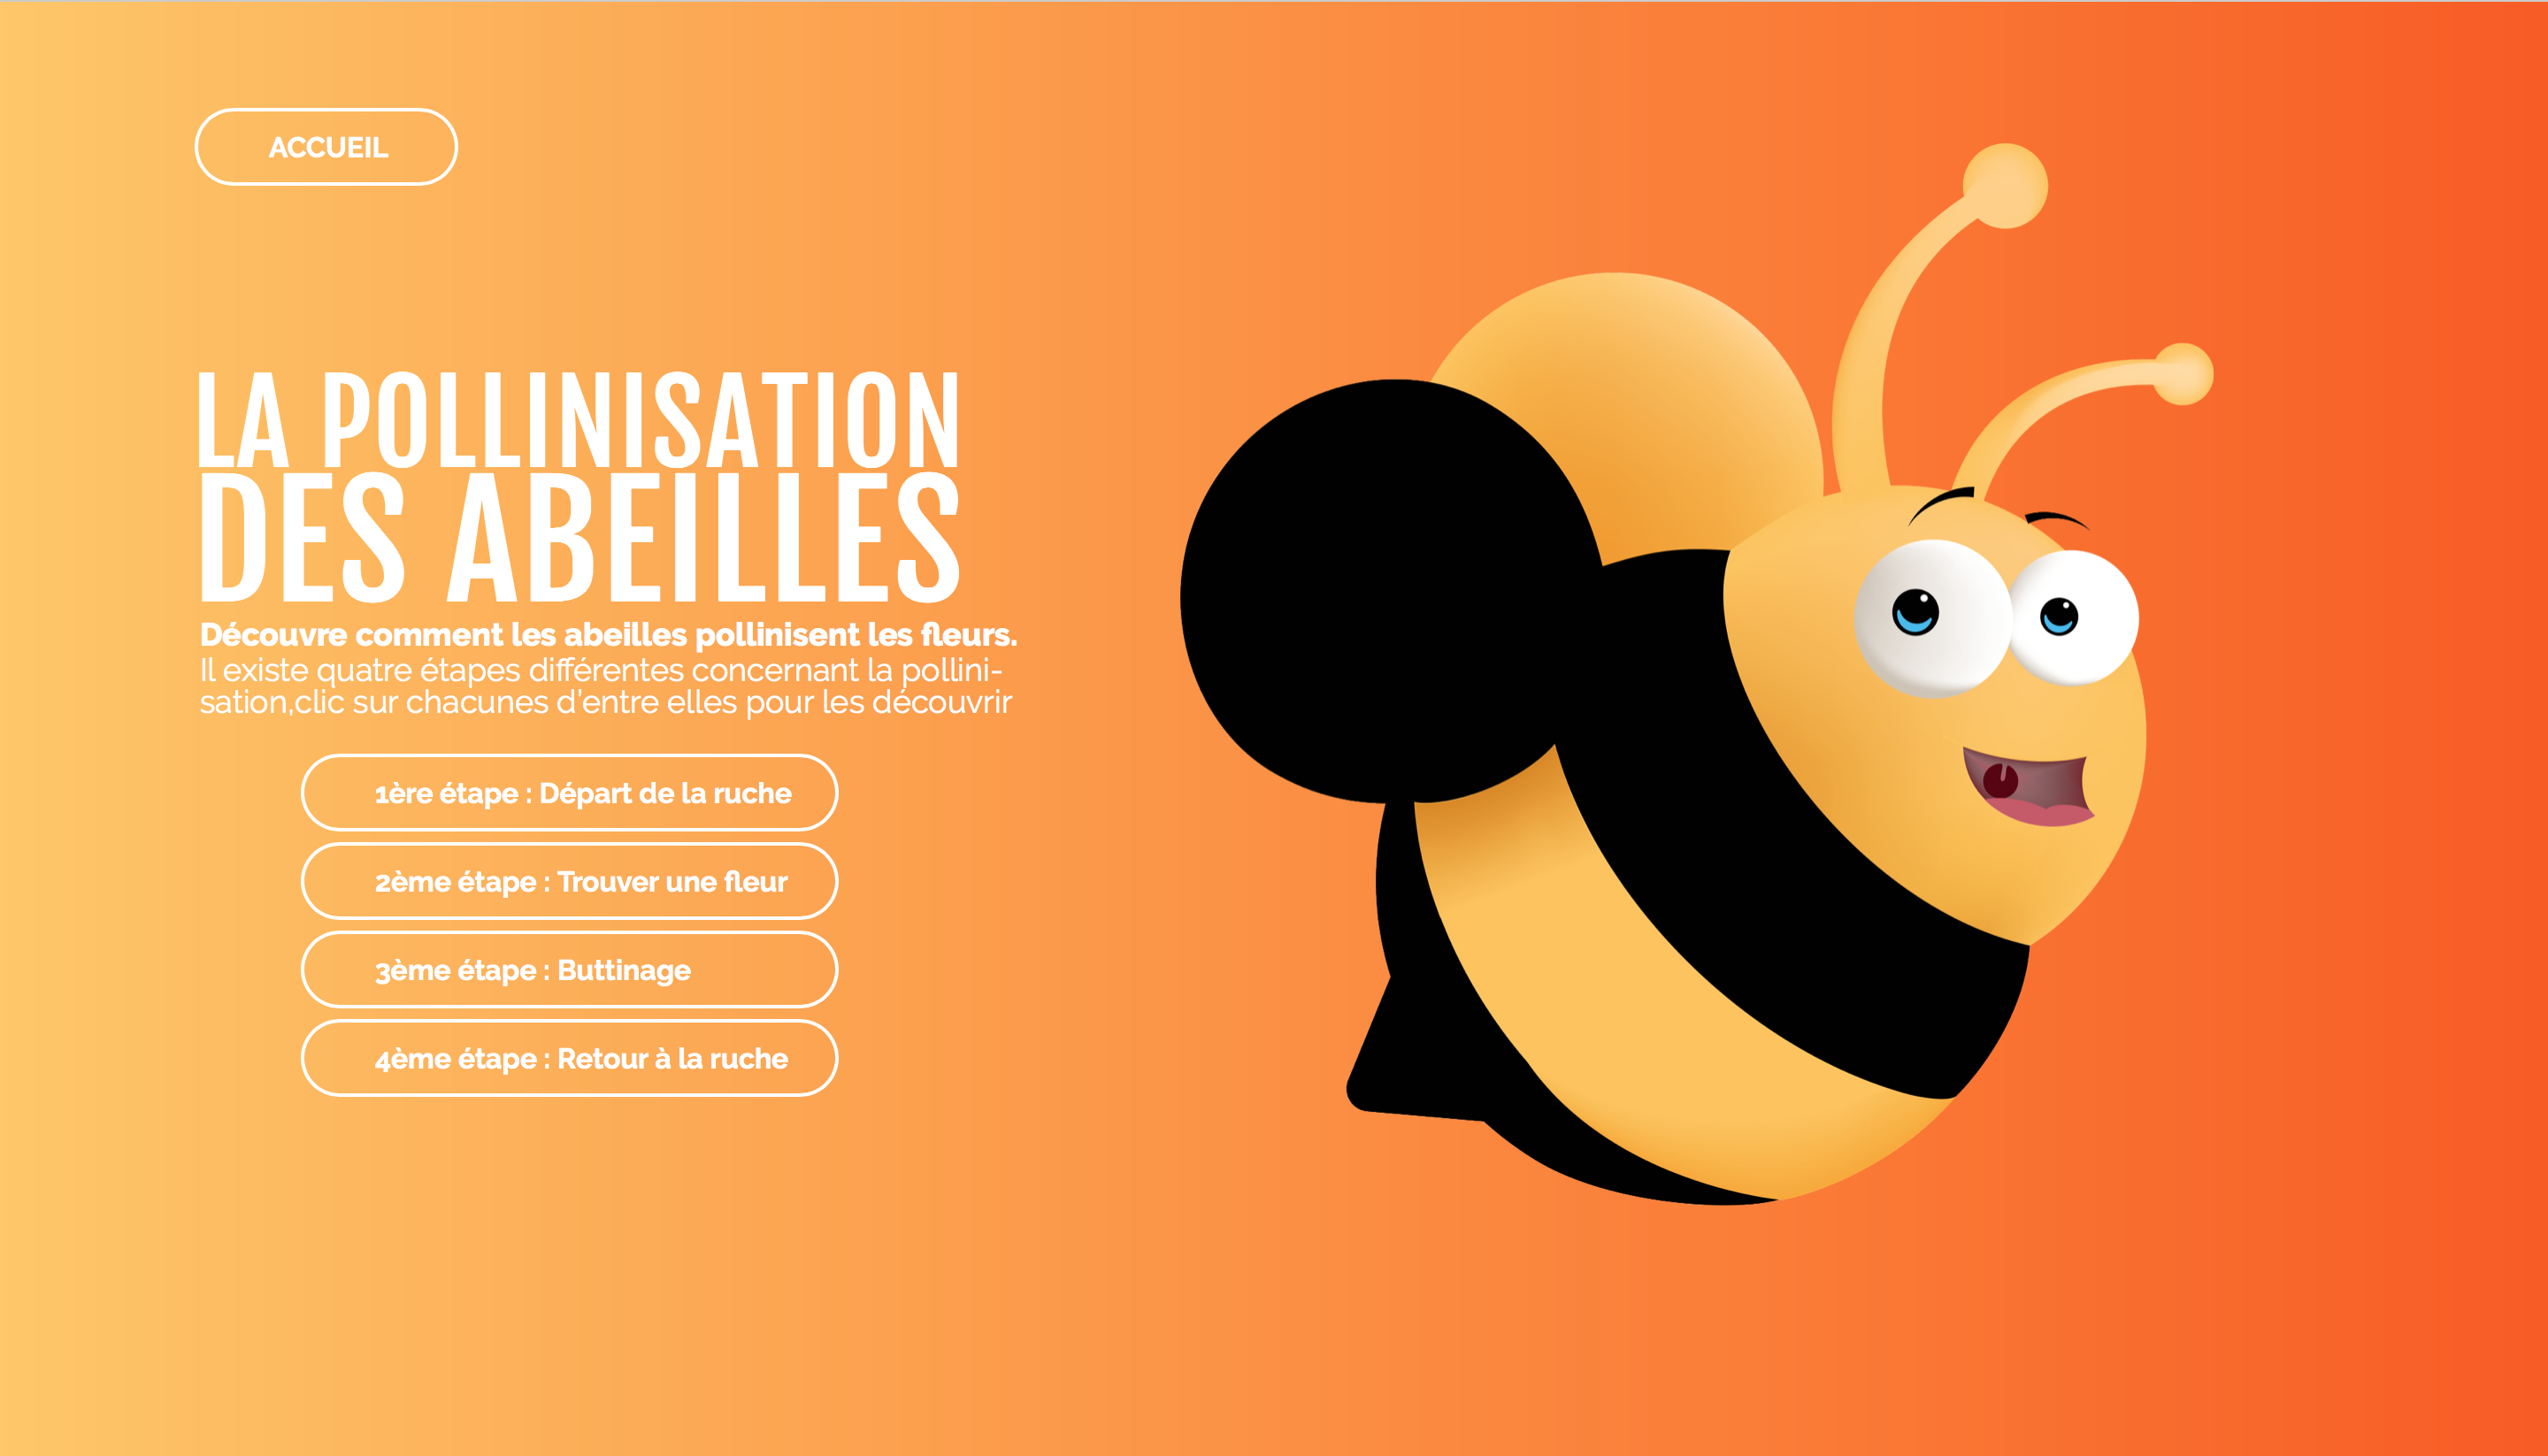 ACCUEIL
LA POLLINISATION
DES ABEILLES
Découvre comment les abeilles pollinisent les fleurs.
Il existe quatre étapes différentes concernant la pollini-
sation,clic sur chacunes d'entre elles pour les découvrir
1ère étape : Départ de la ruche
2ème étape : Trouver une fleur
3ème étape : Buttinage
4ème étape : Retour à la ruche